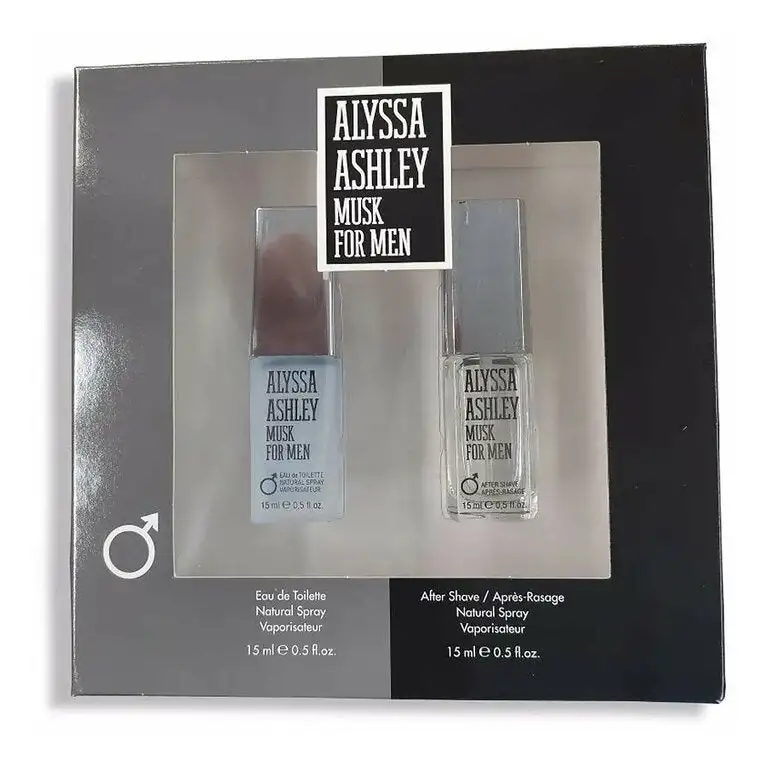 ALYSSA
ASHLEY
MUSK
FOR MEN
ALYSSA
ASHLEY
MUSK
FOR MEN
EAU de TOILETTE
NATURAL SPRAY
VAPORISATEUR
15 ml e 0,5 fl.oz.
ALYSSA
ASHLEY
MUSK
FOR MEN
AFTER SHAVE
APRÈS-RASAGE
15 ml e 0,5 fl.oz.
Eau de Toilette
Natural Spray
Vaporisateur
15 ml e 0.5 fl.oz.
After Shave / Après-Rasage
Natural Spray
Vaporisateur
15 ml e 0.5 fl.oz.